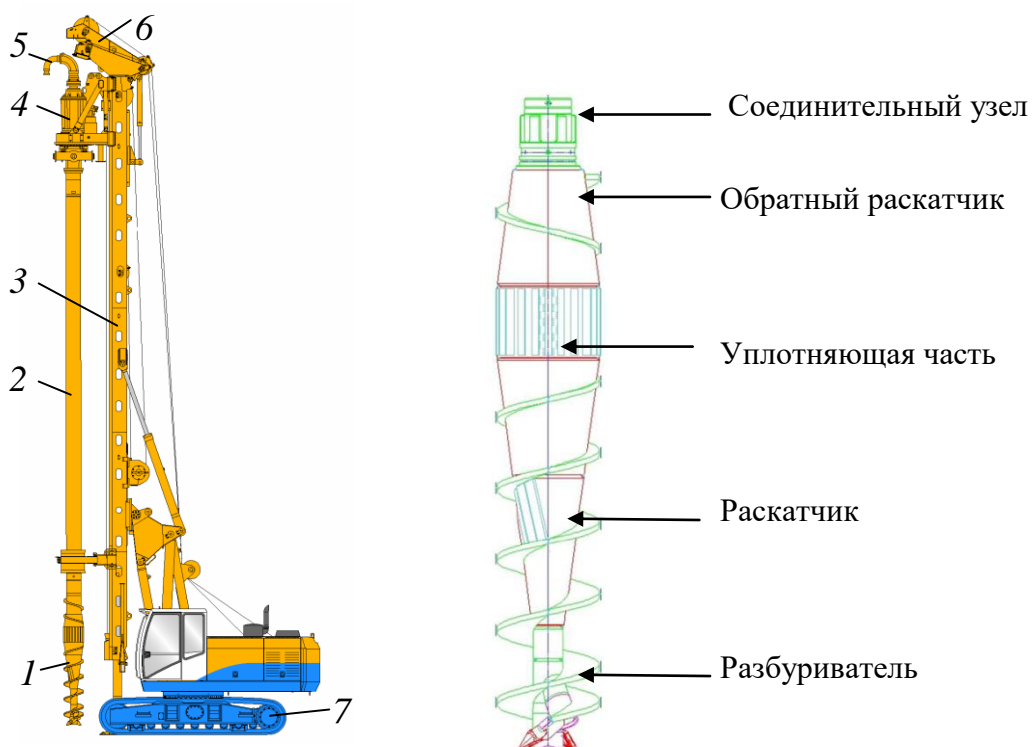 6
5
4
3
2
1
7
Соединительный узел
Обратный раскатчик
Уплотняющая часть
Раскатчик
Разбуриватель